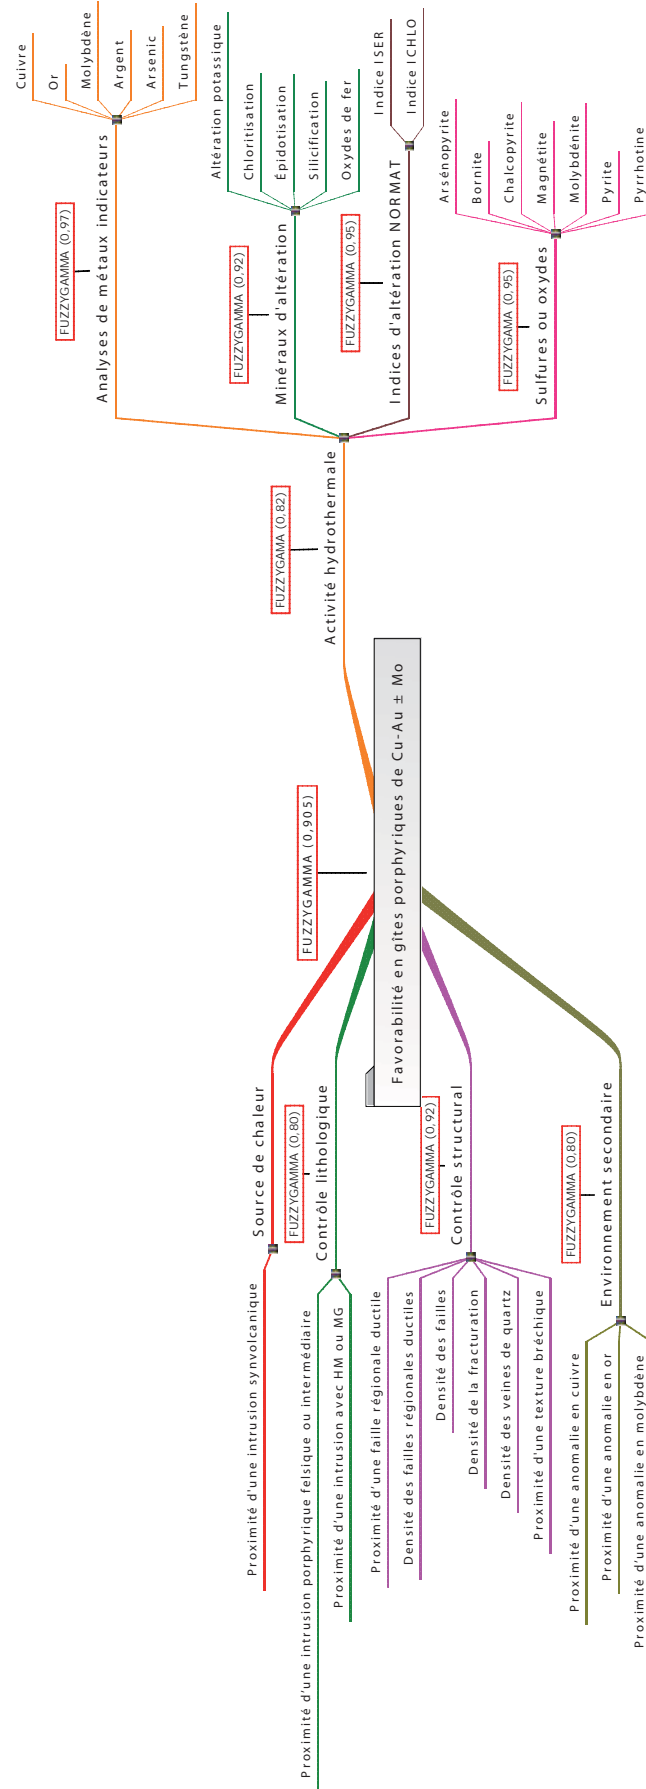 Favorabilité en gîtes porphyriques de Cu-Au ± Mo
FUZZYGAMMA (0,905)
Activité hydrothermale
FUZZYGAMA (0,82)
Analyses de métaux indicateurs
FUZZYGAMMA (0,97)
Cuivre
Or
Molybdène
Argent
Arsenic
Tungstène
Minéraux d'altération
FUZZYGAMMA (0,92)
Altération potassique
Chloritisation
Épidotisation
Silicification
Oxydes de fer
Indices d'altération NORMAT
FUZZYGAMMA (0,95)
Indice ISER
Indice ICHLO
Sulfures ou oxydes
FUZZYGAMA (0,95)
Arsénopyrite
Bornite
Chalcopyrite
Magnétite
Molybdénite
Pyrite
Pyrrhotine
Source de chaleur
Proximité d'une intrusion synvolcanique
Contrôle lithologique
FUZZYGAMMA (0,80)
Proximité d'une intrusion porphyrique felsique ou intermédiaire
Proximité d'une intrusion avec HM ou MG
Contrôle structural
FUZZYGAMMA (0,92)
Proximité d'une faille régionale ductile
Densité des failles régionales ductiles
Densité des failles
Densité de la fracturation
Densité des veines de quartz
Proximité d'une texture bréchique
Environnement secondaire
FUZZYGAMMA (0,80)
Proximité d'une anomalie en cuivre
Proximité d'une anomalie en or
Proximité d'une anomalie en molybdène